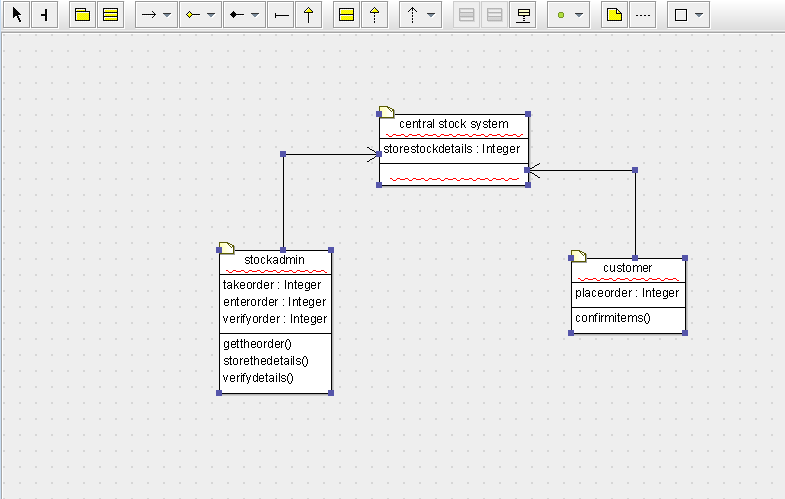 central stock system
storestockdetails : Integer
stockadmin
takeorder : Integer
enterorder : Integer
verifyorder : Integer
gettheorder()
storethedetails()
verifydetails()
customer
placeorder : Integer
confirmitems()